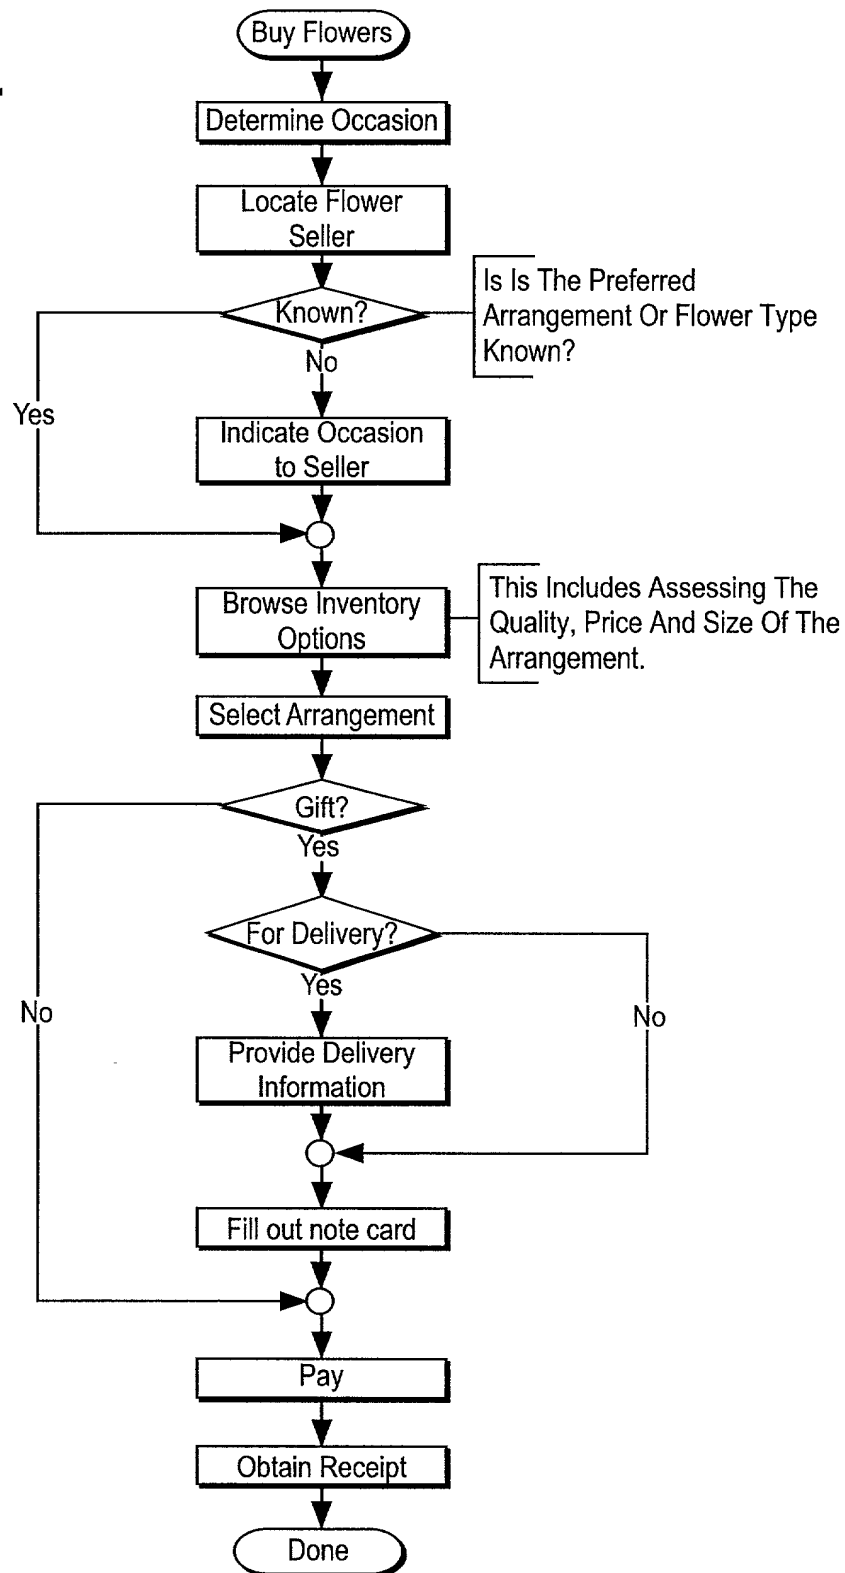 Buy Flowers
Determine Occasion
Locate Flower
Seller
Known?
Is Is The Preferred
Arrangement Or Flower Type
Known?
No
Yes
Indicate Occasion
to Seller
Browse Inventory
Options
This Includes Assessing The
Quality, Price And Size Of The
Arrangement.
Select Arrangement
Gift?
Yes
For Delivery?
Yes
No
No
Provide Delivery
Information
Fill out note card
Pay
Obtain Receipt
Done